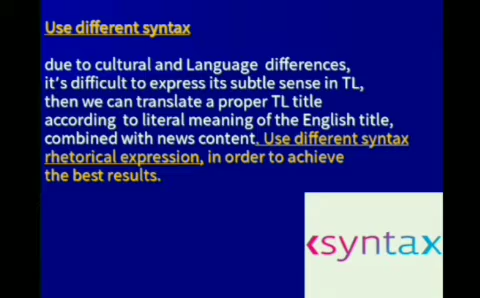 Use different syntax
due to cultural and Language differences,
it's difficult to express its subtle sense in TL,
then we can translate a proper TL title
according to literal meaning of the English title,
combined with news content. Use different syntax
rhetorical expression, in order to achieve
the best results.
<syntax